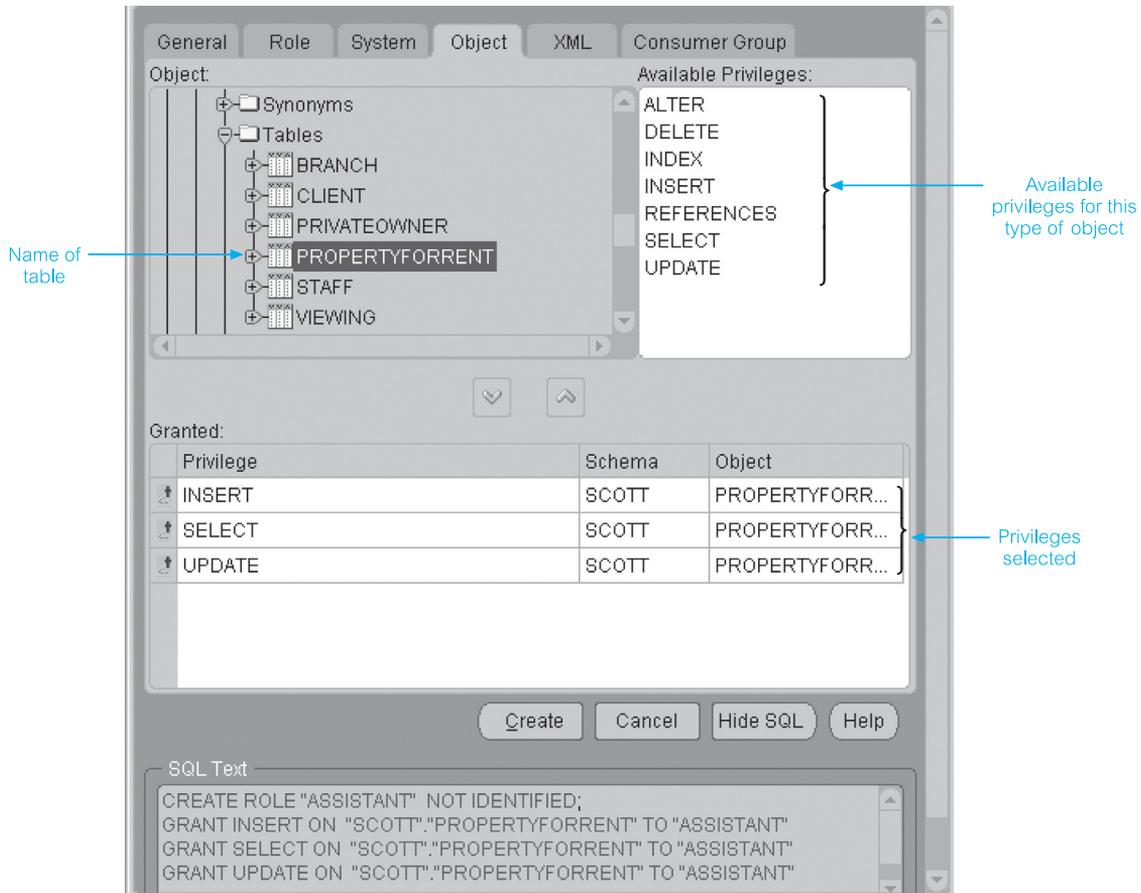 General Role System Object XML Consumer Group
Object:
Synonyms
Tables
BRANCH
CLIENT
PRIVATEOWNER
PROPERTYFORRENT
STAFF
VIEWING
Name of
table
Available Privileges:
ALTER
DELETE
INDEX
INSERT
REFERENCES
SELECT
UPDATE
Available
privileges for this
type of object
Granted:
Privilege Schema Object
INSERT SCOTT PROPERTYFORR...
SELECT SCOTT PROPERTYFORR...
UPDATE SCOTT PROPERTYFORR...
Privileges
selected
Create Cancel Hide SQL Help
SQL Text
CREATE ROLE "ASSISTANT" NOT IDENTIFIED;
GRANT INSERT ON "SCOTT"."PROPERTYFORRENT" TO "ASSISTANT"
GRANT SELECT ON "SCOTT"."PROPERTYFORRENT" TO "ASSISTANT"
GRANT UPDATE ON "SCOTT"."PROPERTYFORRENT" TO "ASSISTANT"